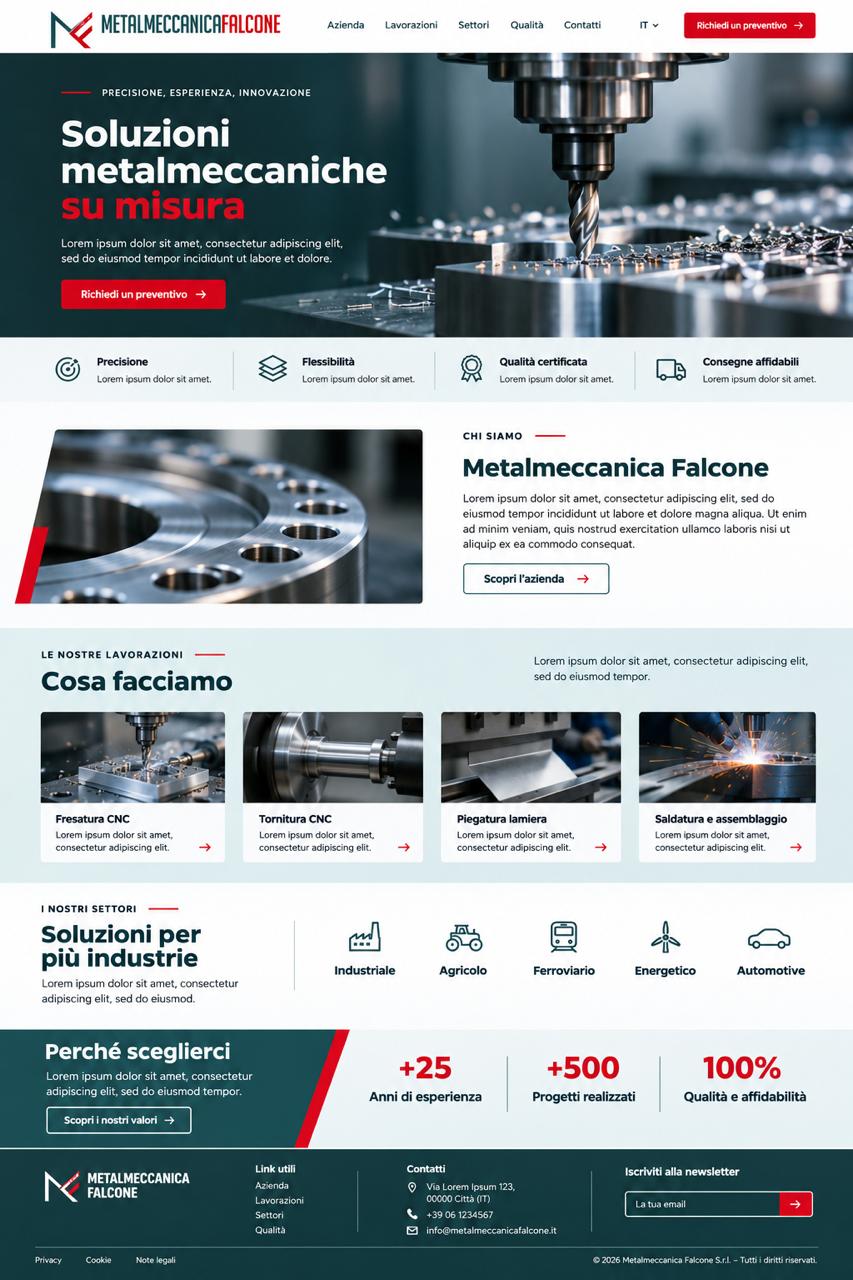 METALMECCANICAFALCONE
Azienda
Lavorazioni
Settori
Qualità
Contatti
IT
Richiedi un preventivo
PRECISIONE, ESPERIENZA, INNOVAZIONE
Soluzioni
metalmeccaniche
su misura
Lorem ipsum dolor sit amet, consectetur adipiscing elit,
sed do eiusmod tempor incididunt ut labore et dolore.
Richiedi un preventivo
Precisione
Lorem ipsum dolor sit amet.
Flessibilità
Lorem ipsum dolor sit amet.
Qualità certificata
Lorem ipsum dolor sit amet.
Consegne affidabili
Lorem ipsum dolor sit amet.
CHI SIAMO
Metalmeccanica Falcone
Lorem ipsum dolor sit amet, consectetur adipiscing elit, sed do
eiusmod tempor incididunt ut labore et dolore magna aliqua. Ut enim
ad minim veniam, quis nostrud exercitation ullamco laboris nisi ut
aliquip ex ea commodo consequat.
Scopri l'azienda
LE NOSTRE LAVORAZIONI
Cosa facciamo
Lorem ipsum dolor sit amet, consectetur adipiscing elit,
sed do eiusmod tempor.
Fresatura CNC
Lorem ipsum dolor sit amet,
consectetur adipiscing elit.
Tornitura CNC
Lorem ipsum dolor sit amet,
consectetur adipiscing elit.
Piegatura lamiera
Lorem ipsum dolor sit amet,
consectetur adipiscing elit.
Saldatura e assemblaggio
Lorem ipsum dolor sit amet,
consectetur adipiscing elit.
I NOSTRI SETTORI
Soluzioni per
più industrie
Lorem ipsum dolor sit amet, consectetur
adipiscing elit, sed do eiusmod.
Industriale
Agricolo
Ferroviario
Energetico
Automotive
Perché sceglierci
Lorem ipsum dolor sit amet, consectetur
adipiscing elit, sed do eiusmod tempor.
Scopri i nostri valori
+25
Anni di esperienza
+500
Progetti realizzati
100%
Qualità e affidabilità
METALMECCANICA
FALCONE
Link utili
Azienda
Lavorazioni
Settori
Qualità
Contatti
Via Lorem Ipsum 123,
00000 Città (IT)
+39 06 1234567
info@metalmeccanicafalcone.it
Iscriviti alla newsletter
La tua email
Privacy
Cookie
Note legali
© 2026 Metalmeccanica Falcone S.r.l. – Tutti i diritti riservati.